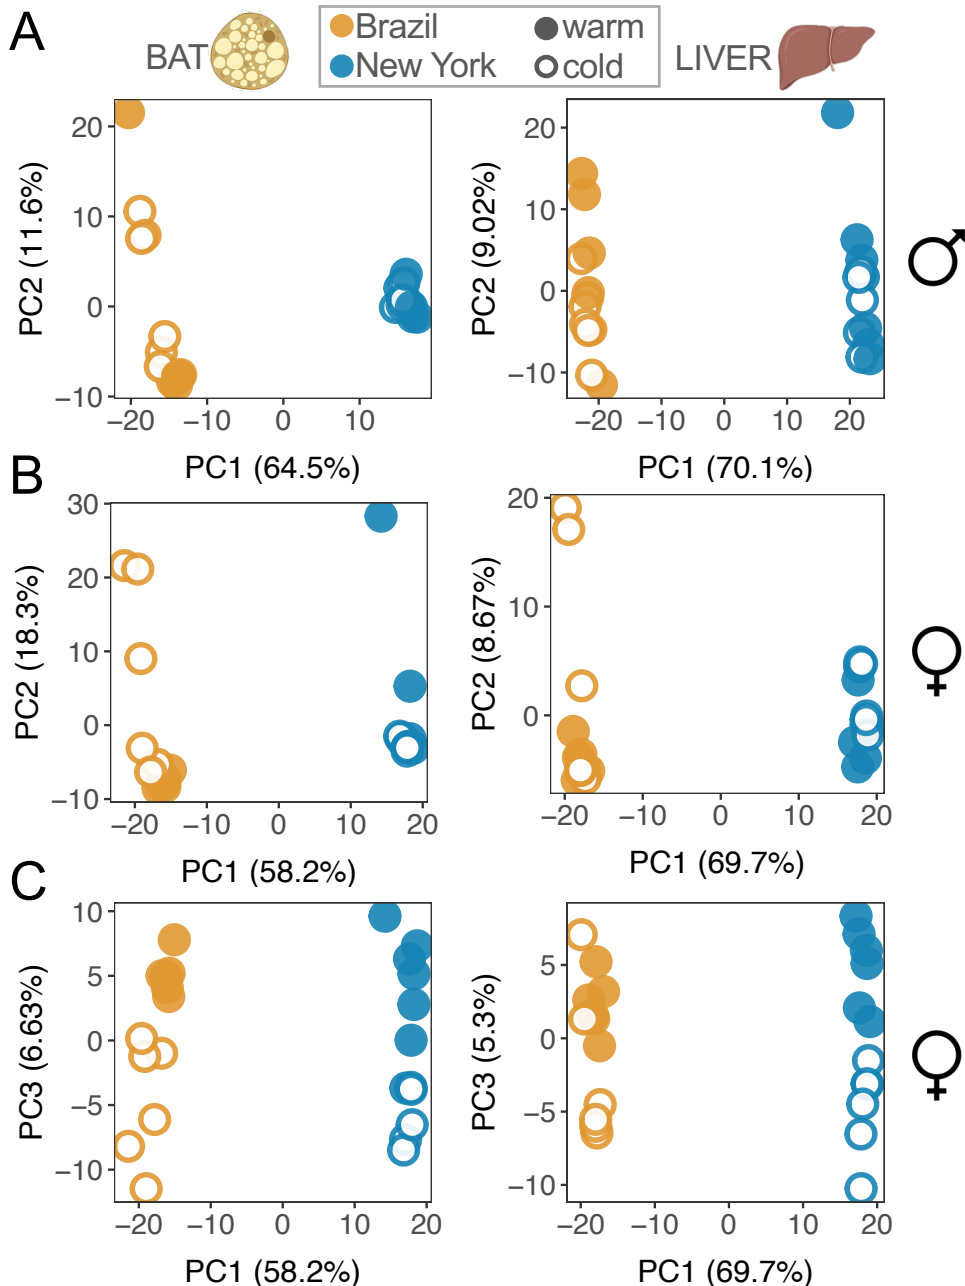 A
BAT
Brazil
warm
New York
cold
LIVER
PC2 (11.6%)
20
10
0
−10
−20
−10
0
10
PC1 (64.5%)
PC2 (9.02%)
20
10
0
−10
−20
−10
0
10
20
PC1 (70.1%)
♂
B
PC2 (18.3%)
30
20
10
0
−10
−20
−10
0
10
20
PC1 (58.2%)
PC2 (8.67%)
20
10
0
−20
−10
0
10
20
PC1 (69.7%)
♀
C
PC3 (6.63%)
10
5
0
−5
−10
−20
−10
0
10
20
PC1 (58.2%)
PC3 (5.3%)
5
0
−5
−10
−20
−10
0
10
20
PC1 (69.7%)
♀